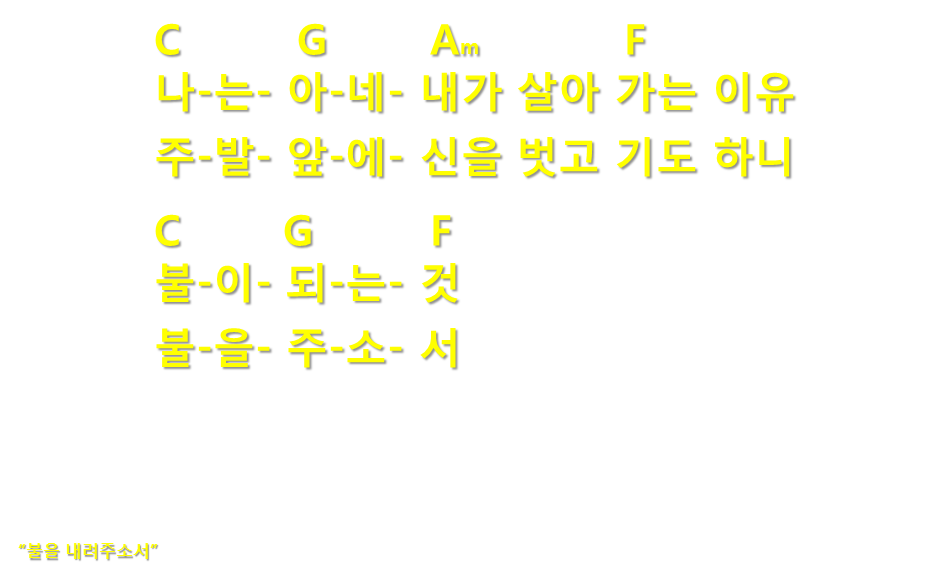 C G Am F
나-는- 아-네- 내가 살아 가는 이유
주-발- 앞-에- 신을 벗고 기도 하니
C G F
불-이- 되-는- 것
불-을- 주-소- 서
"불을 내려주소서"